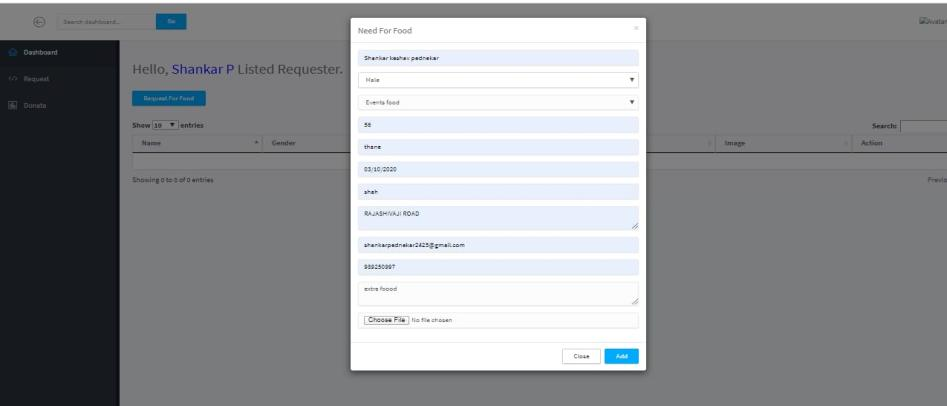 Search dashboard...
Go
Avatar
Dashboard
Request
Donate
Hello, Shankar P Listed Requester.
Request For Food
Show 10 entries
Search:
Name
Gender
Image
Action
Showing 0 to 0 of 0 entries
Previo
Need For Food
×
Shankar keshav pednekar
Male
Events food
56
thane
03/10/2020
shah
RAJASHIVAJI ROAD
shankarpednekar2625@gmail.com
989250997
extra foood
Choose File No file chosen
Close
Add